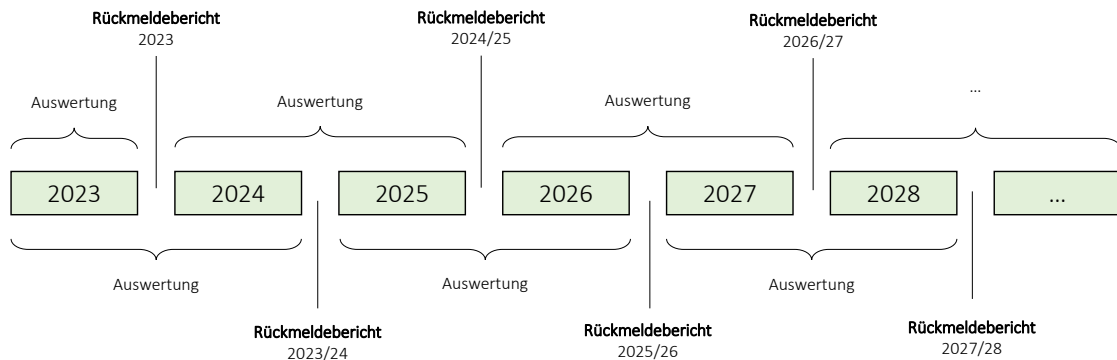 Rückmeldebericht
2023
Rückmeldebericht
2024/25
Rückmeldebericht
2026/27
Auswertung
Auswertung
Auswertung
...
2023
2024
2025
2026
2027
2028
...
Auswertung
Auswertung
Auswertung
Rückmeldebericht
2023/24
Rückmeldebericht
2025/26
Rückmeldebericht
2027/28